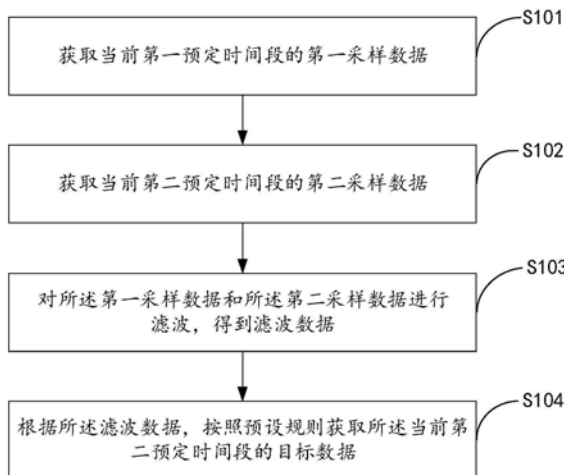 S101
获取当前第一预定时间段的第一采样数据
S102
获取当前第二预定时间段的第二采样数据
S103
对所述第一采样数据和所述第二采样数据进行
滤波，得到滤波数据
S104
根据所述滤波数据，按照预设规则获取所述当前第
二预定时间段的目标数据